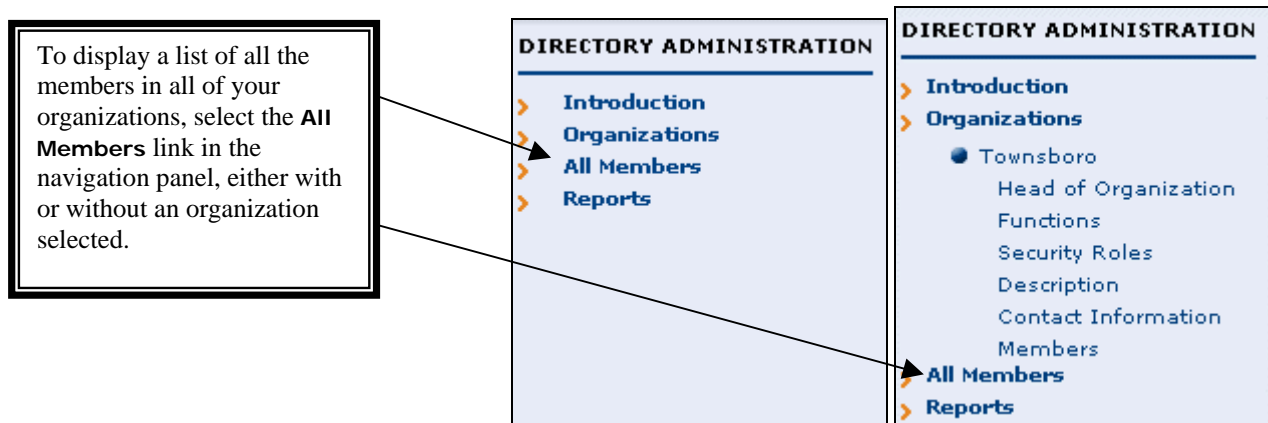 To display a list of all the
members in all of your
organizations, select the All
Members link in the
navigation panel, either with
or without an organization
selected.
DIRECTORY ADMINISTRATION
Introduction
Organizations
All Members
Reports
DIRECTORY ADMINISTRATION
Introduction
Organizations
Townsboro
Head of Organization
Functions
Security Roles
Description
Contact Information
Members
All Members
Reports